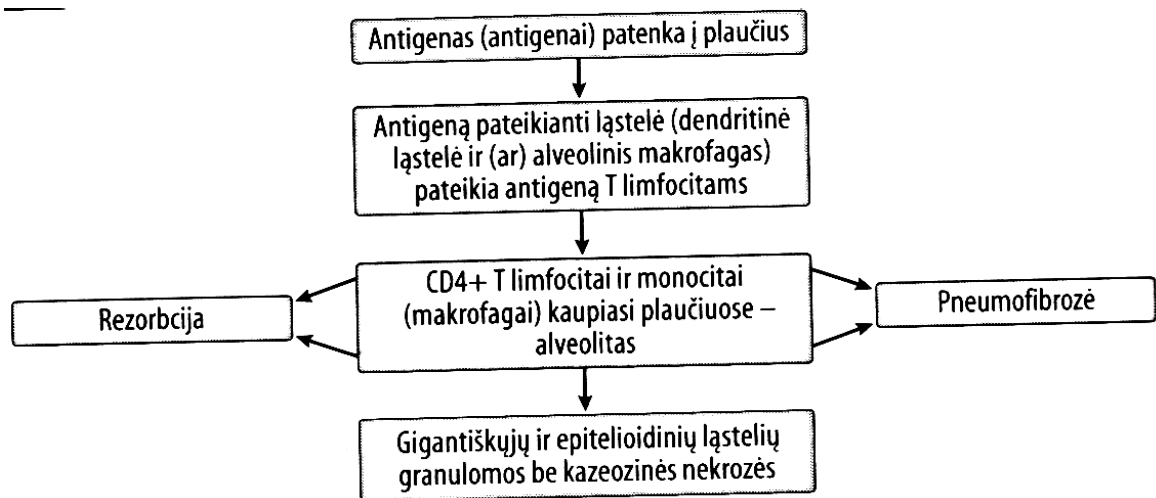 Antigenas (antigenai) patenka į plaučius
Antigeną pateikianti ląstelė (dendritinė
ląstelė ir (ar) alveolinis makrofagas)
pateikia antigeną T limfocitams
CD4+ T limfocitai ir monocitai
(makrofagai) kaupiasi plaučiuose –
alveolitas
Rezorbcija
Pneumofibrozė
Gigantiškųjų ir epitelioidinių ląstelių
granulomos be kazeozinės nekrozės